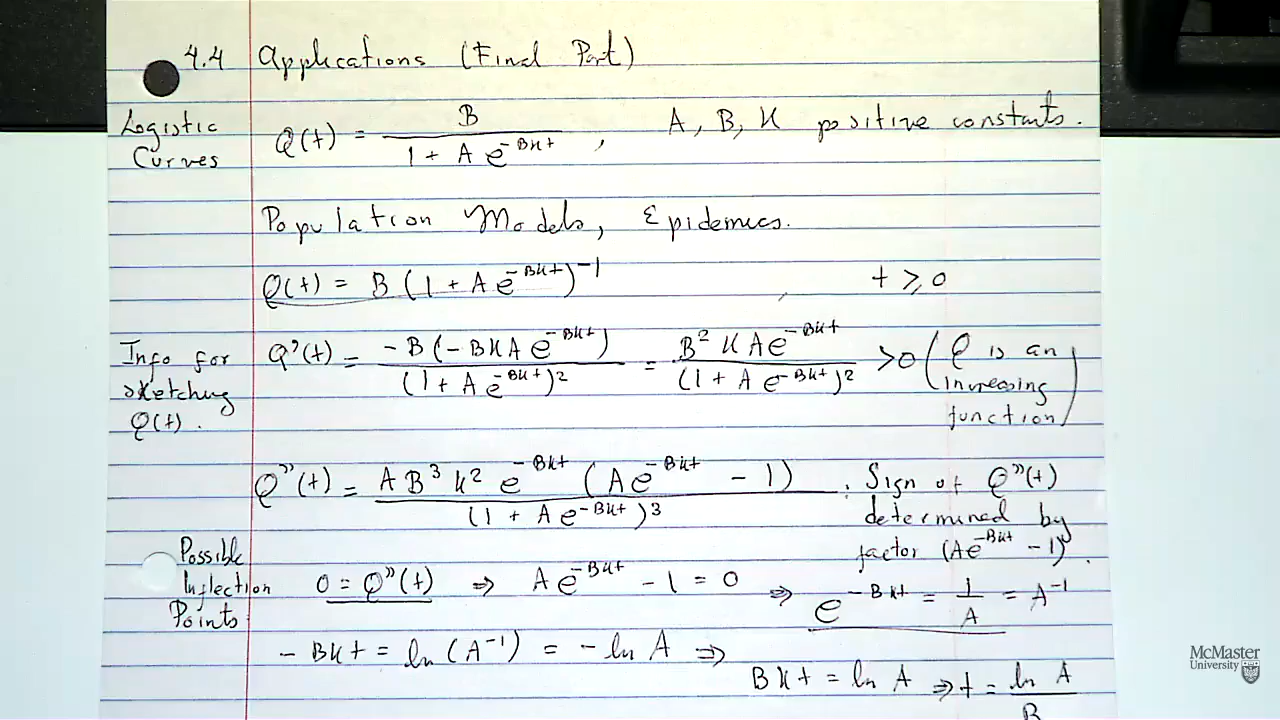 4.4 Applications (Final Part)
Logistic Curves
Q(t) = B / (1 + A e^{-Bkt}) , A, B, K positive constants.
Population Models, Epidemics.
Q(t) = B (1 + A e^{-Bkt})^{-1} , t ≥ 0
Info for sketching Q(t).
Q'(t) = -B(-BKA e^{-Bkt}) / (1 + A e^{-Bkt})^2 = B^2 K A e^{-Bkt} / (1 + A e^{-Bkt})^2 > 0 (Q is an increasing function)
Q''(t) = A B^3 k^2 e^{-Bkt} (A e^{-Bkt} - 1) / (1 + A e^{-Bkt})^3 . Sign of Q''(t)
determined by
factor (Ae^{-Bkt} - 1).
Possible Inflection Points
0 = Q''(t) ⇒ A e^{-Bkt} - 1 = 0 ⇒ e^{-Bkt} = 1/A = A^{-1}
- Bkt = ln(A^{-1}) = -ln A ⇒
Bkt = ln A ⇒ t = ln A / B
McMaster
University